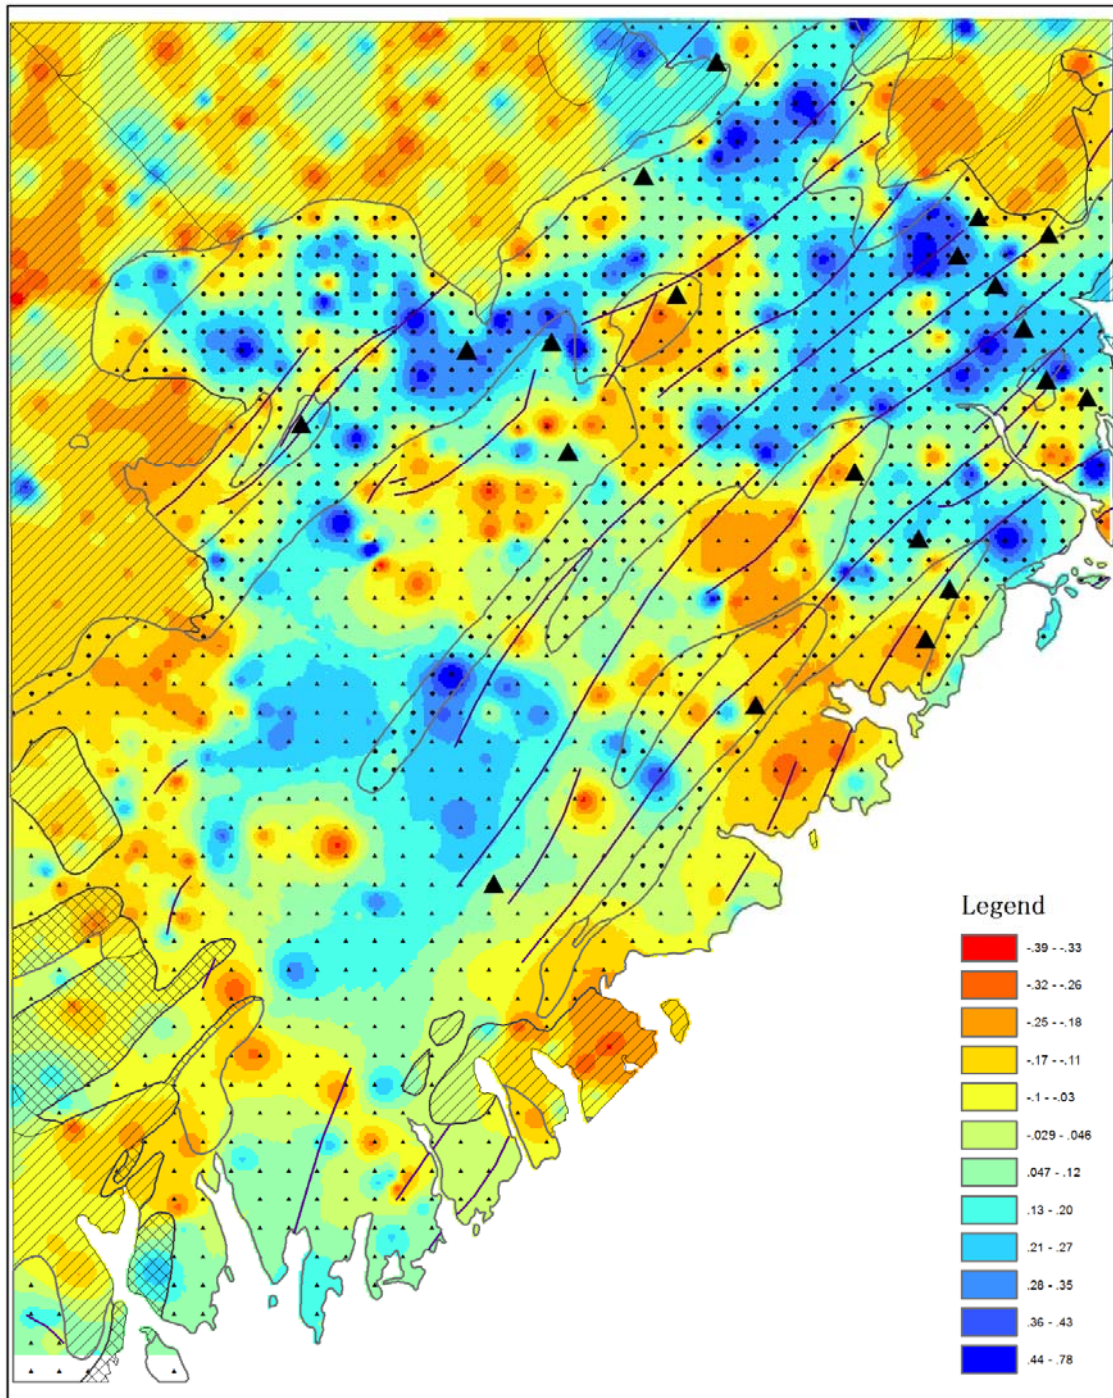 Legend
-.39 - -.33
-.32 - -.26
-.25 - -.18
-.17 - -.11
-.1 - -.03
-.029 - .046
.047 - .12
.13 - .20
.21 - .27
.28 - .35
.36 - .43
.44 - .78